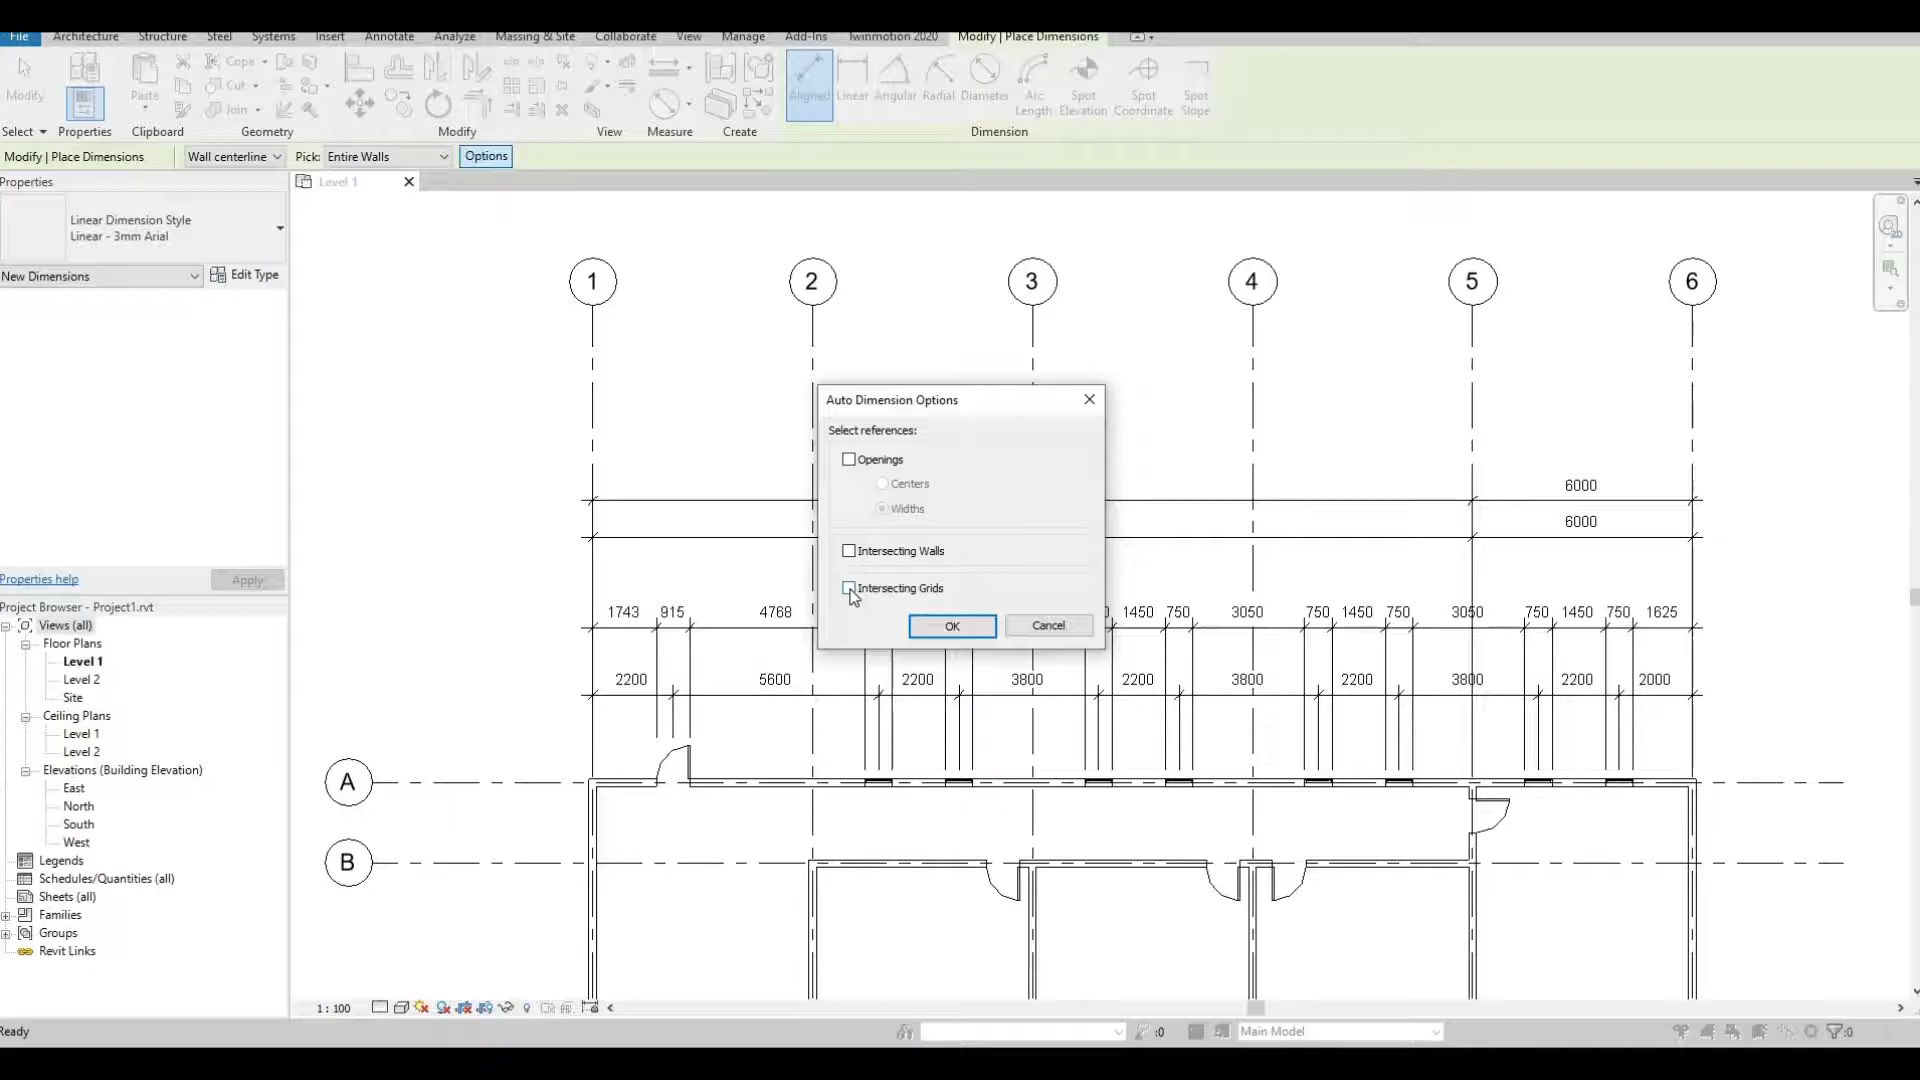 File Architecture Structure Steel Systems Insert Annotate Analyze Massing & Site Collaborate View Manage Add-Ins Twinmotion 2020 Modify | Place Dimensions
Modify Paste Cope Cut Join Aligned Linear Angular Radial Diameter Arc Length Spot Elevation Spot Coordinate Spot Slope
Select Properties Clipboard Geometry Modify View Measure Create Dimension
Modify | Place Dimensions Wall centerline Pick: Entire Walls Options
Properties
Level 1
Linear Dimension Style
Linear - 3mm Arial
New Dimensions Edit Type
Properties help Apply
Project Browser - Project1.rvt
Views (all)
Floor Plans
Level 1
Level 2
Site
Ceiling Plans
Level 1
Level 2
Elevations (Building Elevation)
East
North
South
West
Legends
Schedules/Quantities (all)
Sheets (all)
Families
Groups
Revit Links
2D
1 2 3 4 5 6
Auto Dimension Options
Select references:
Openings
Centers
Widths
Intersecting Walls
Intersecting Grids
OK Cancel
6000
6000
1743 915 4768 1450 750 3050 750 1450 750 3050 750 1450 750 1625
2200 5600 2200 3800 2200 3800 2200 3800 2200 2000
A
B
1 : 100
Ready :0 Main Model :0